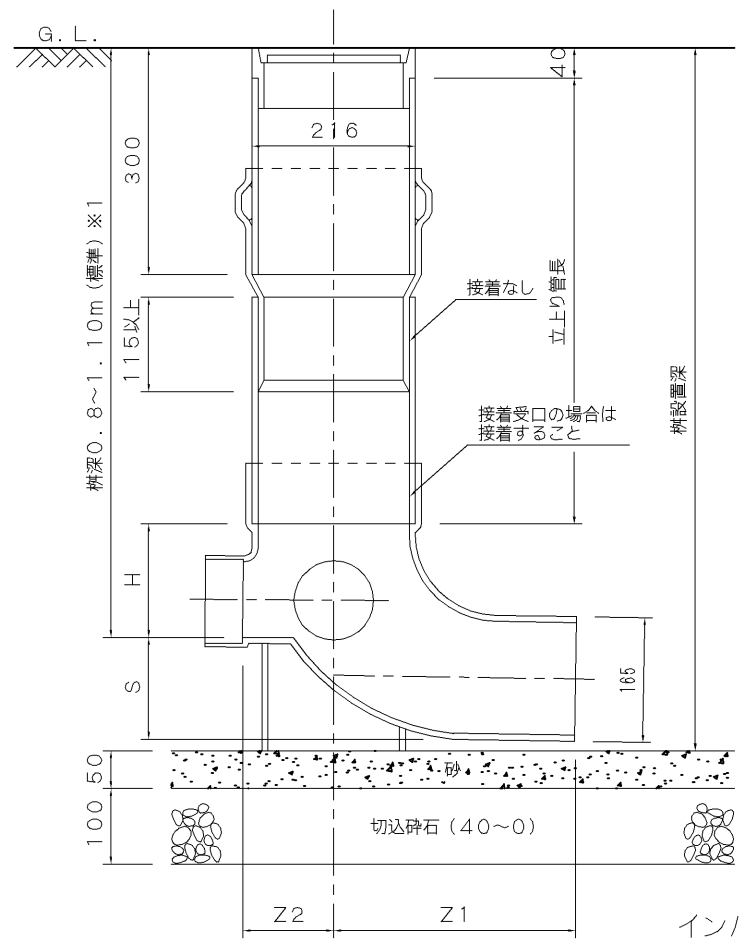 G.L.
40
216
300
桝深0.8~1.10m(標準)※1
接着なし
立上り管長
115以上
桝設置深
接着受口の場合は
接着すること
H
S
165
50
砂
100
切込砕石(40~0)
Z2
Z1
イン